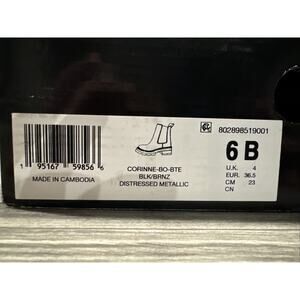 802898519001
6 B
U.K. 4
EUR. 36.5
CM 23
CN
1 95167 59856 6
MADE IN CAMBODIA
CORINNE-BO-BTE
BLK/BRNZ
DISTRESSED METALLIC